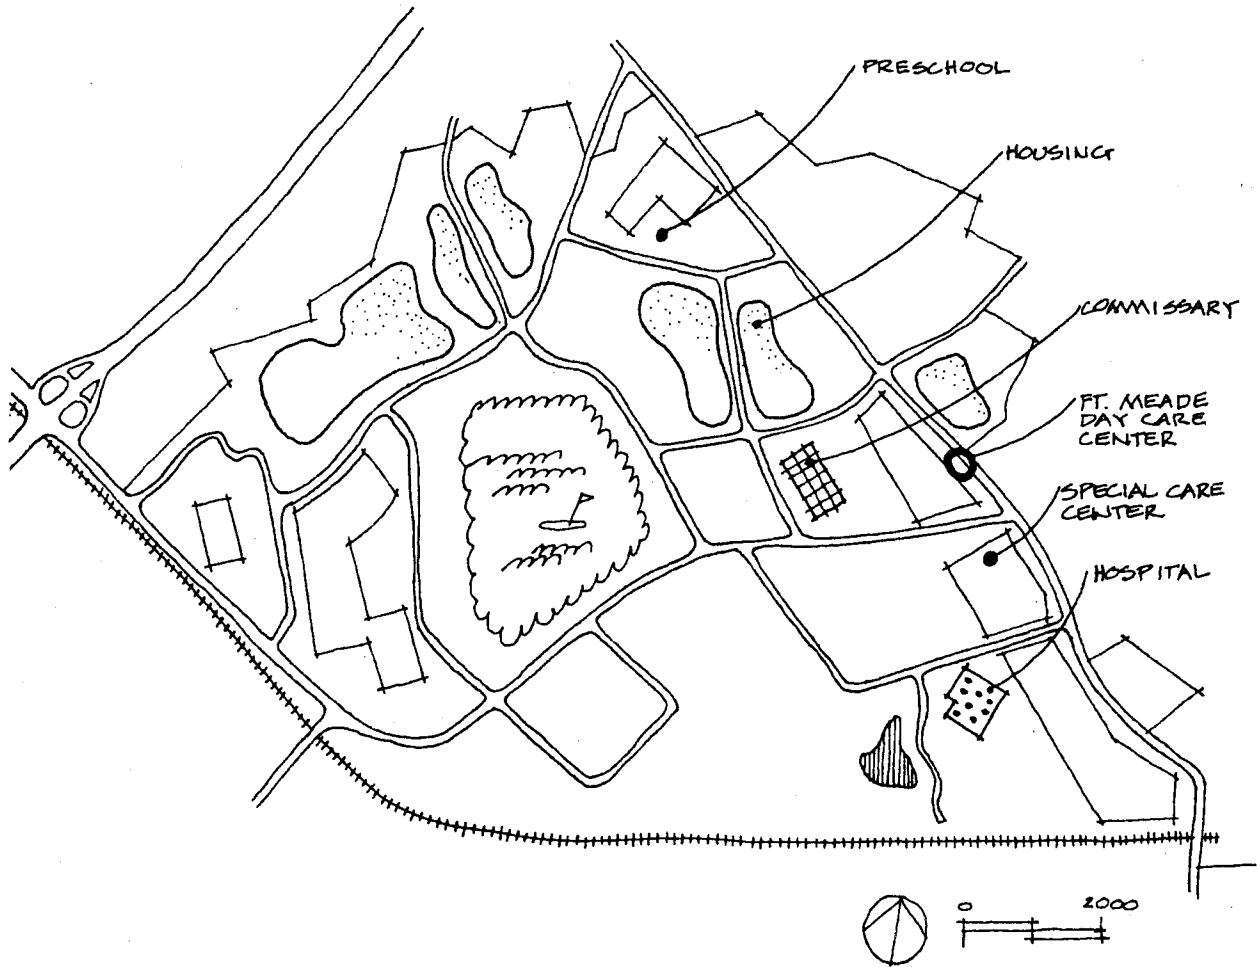 PRESCHOOL
HOUSING
COMMISSARY
FT. MEADE
DAY CARE
CENTER
SPECIAL CARE
CENTER
HOSPITAL
0 2000